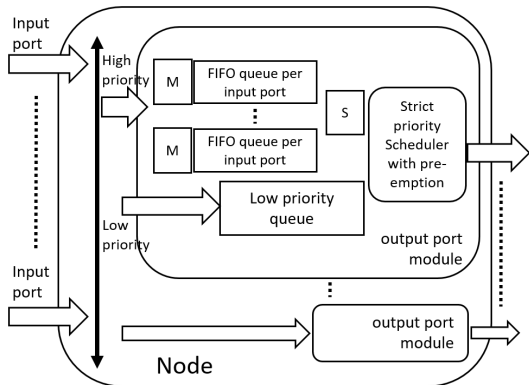 Input
port
High
priority
M
FIFO queue per
input port
M
FIFO queue per
input port
S
Strict
priority
Scheduler
with pre-
emption
Low priority
queue
Low
priority
output port
module
Input
port
output port
module
Node